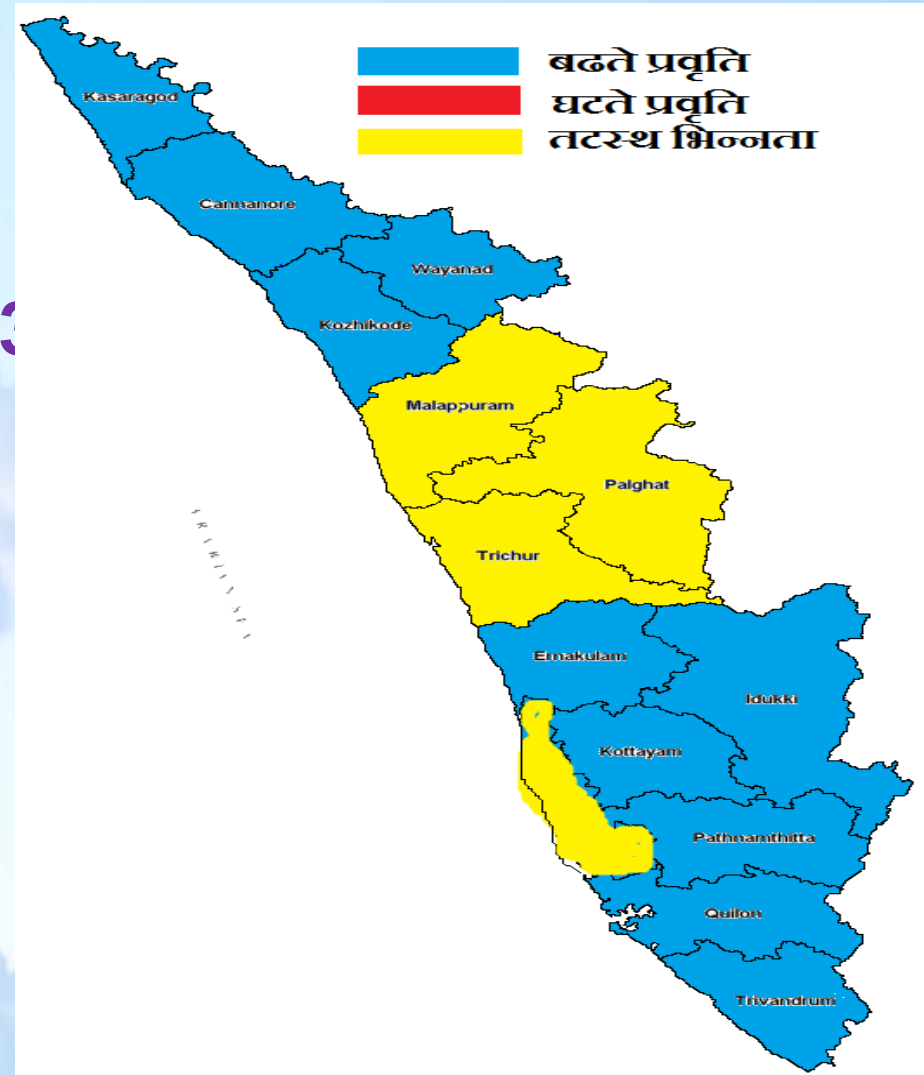 बढते प्रवृति
घटते प्रवृति
तटस्थ भिन्नता
Kasaragod
Cannanore
Wayanad
Kozhikode
Malappuram
Palghat
Trichur
Ernakulam
Idukki
Kottayam
Pathnamthitta
Quilon
Trivandrum